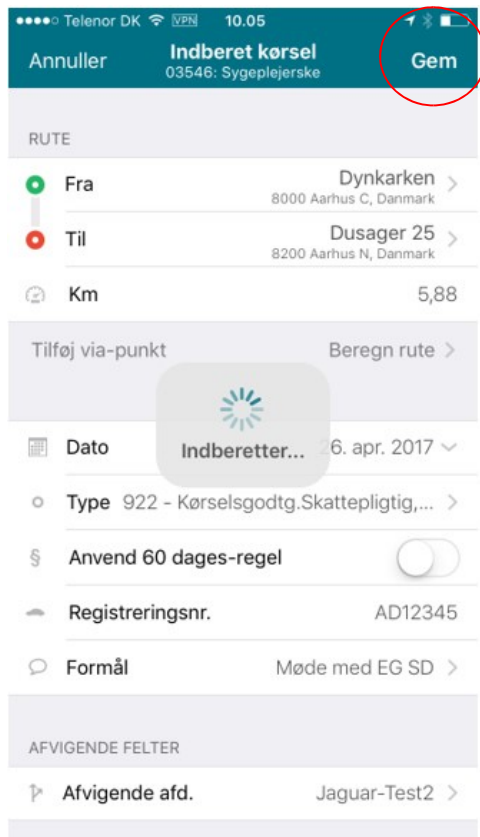 Telenor DK VPN 10.05
Annuller Indberet kørsel Gem
03546: Sygeplejerske
RUTE
Fra Dynkarken
8000 Aarhus C, Danmark
Til Dusager 25
8200 Aarhus N, Danmark
Km 5,88
Tilføj via-punkt Beregn rute
Indberetter...
Dato 6. apr. 2017
Type 922 - Kørselsgodtg.Skattepligtig,...
§ Anvend 60 dages-regel
Registreringsnr. AD12345
Formål Møde med EG SD
AFVIGENDE FELTER
Afvigende afd. Jaguar-Test2